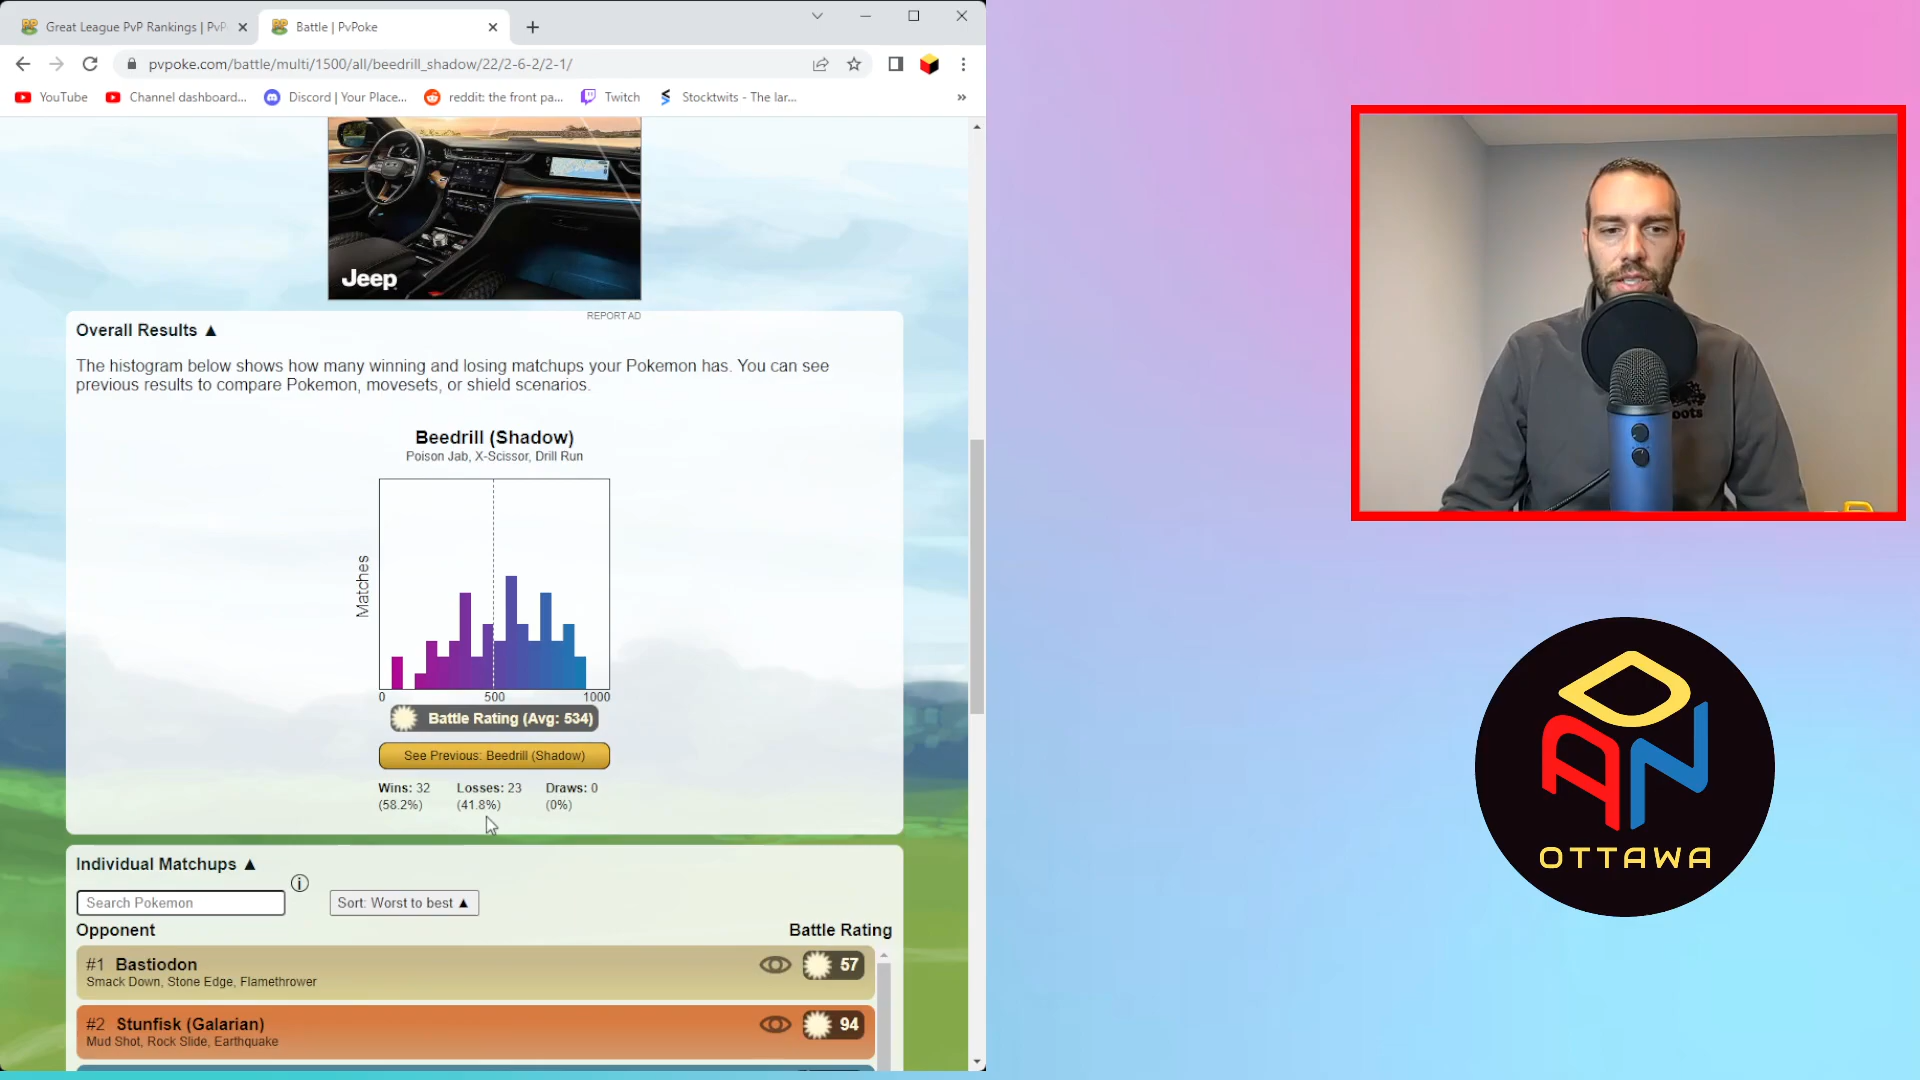 Great League PvP Rankings | PvP
Battle | PvPoke
pvpoke.com/battle/multi/1500/all/beedrill_shadow/22/2-6-2/2-1/
YouTube
Channel dashboard...
Discord | Your Place...
reddit: the front pa...
Twitch
Stocktwits - The lar...
»
Jeep
REPORT AD
Overall Results ▲
The histogram below shows how many winning and losing matchups your Pokemon has. You can see
previous results to compare Pokemon, movesets, or shield scenarios.
Beedrill (Shadow)
Poison Jab, X-Scissor, Drill Run
Matches
0 500 1000
Battle Rating (Avg: 534)
See Previous: Beedrill (Shadow)
Wins: 32 Losses: 23 Draws: 0
(58.2%) (41.8%) (0%)
Individual Matchups ▲
Search Pokemon
Sort: Worst to best ▲
Opponent Battle Rating
#1 Bastiodon 57
Smack Down, Stone Edge, Flamethrower
#2 Stunfisk (Galarian) 94
Mud Shot, Rock Slide, Earthquake
OTTAWA